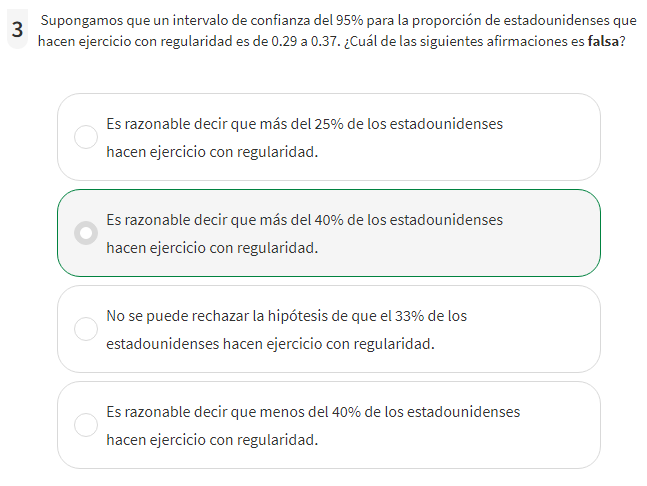 3
Supongamos que un intervalo de confianza del 95% para la proporción de estadounidenses que
hacen ejercicio con regularidad es de 0.29 a 0.37. ¿Cuál de las siguientes afirmaciones es falsa?
Es razonable decir que más del 25% de los estadounidenses
hacen ejercicio con regularidad.
Es razonable decir que más del 40% de los estadounidenses
hacen ejercicio con regularidad.
No se puede rechazar la hipótesis de que el 33% de los
estadounidenses hacen ejercicio con regularidad.
Es razonable decir que menos del 40% de los estadounidenses
hacen ejercicio con regularidad.